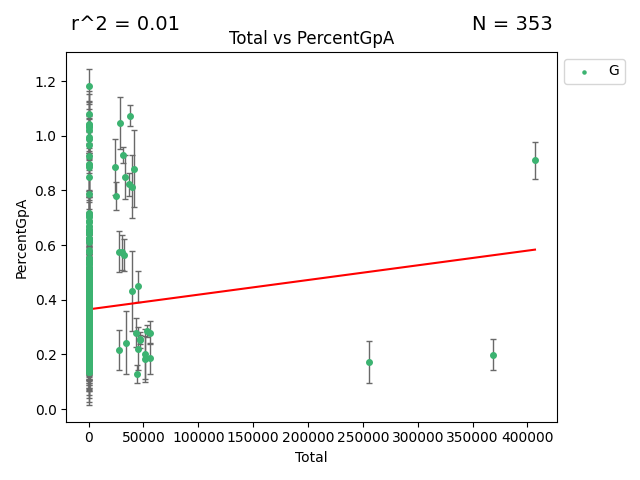 r^2 = 0.01
N = 353
Total vs PercentGpA
G
PercentGpA
1.2
1.0
0.8
0.6
0.4
0.2
0.0
0 50000 100000 150000 200000 250000 300000 350000 400000
Total